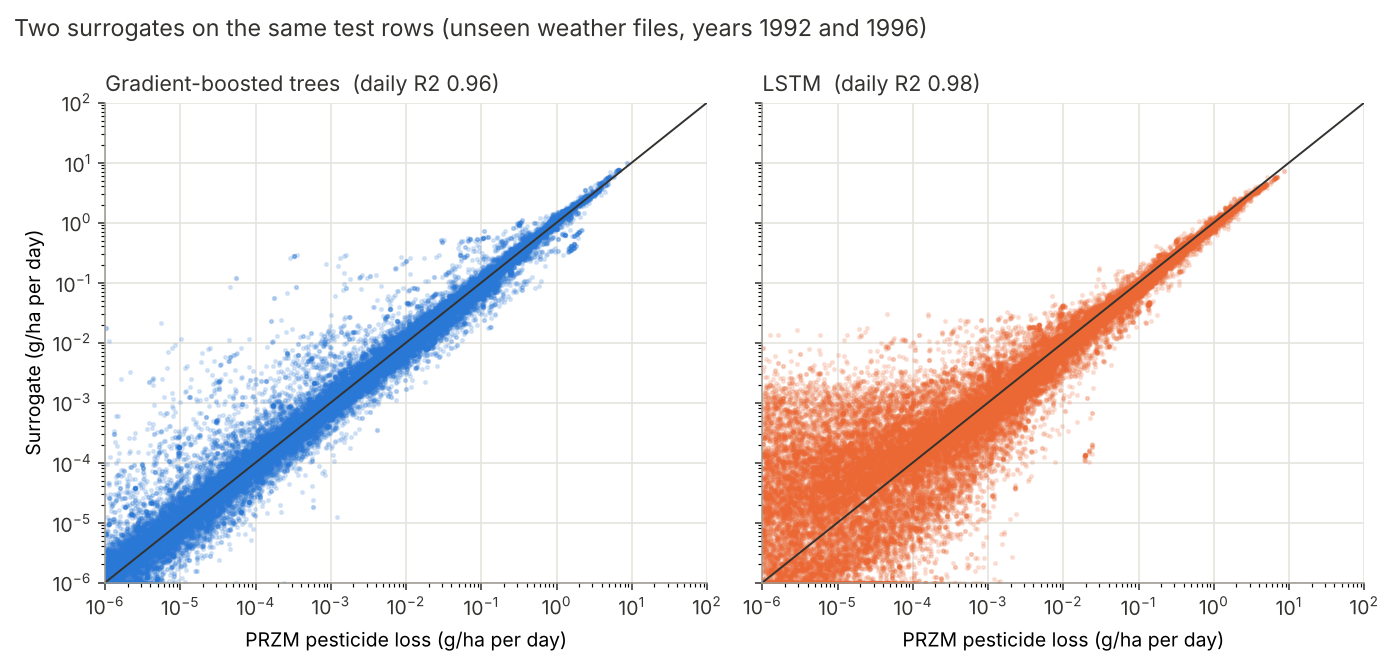 Two surrogates on the same test rows (unseen weather files, years 1992 and 1996)
Gradient-boosted trees (daily R2 0.96)
10² 10¹ 10⁰ 10⁻¹ 10⁻² 10⁻³ 10⁻⁴ 10⁻⁵ 10⁻⁶
Surrogate (g/ha per day)
10⁻⁶ 10⁻⁵ 10⁻⁴ 10⁻³ 10⁻² 10⁻¹ 10⁰ 10¹ 10²
PRZM pesticide loss (g/ha per day)
LSTM (daily R2 0.98)
10⁻⁶ 10⁻⁵ 10⁻⁴ 10⁻³ 10⁻² 10⁻¹ 10⁰ 10¹ 10²
PRZM pesticide loss (g/ha per day)